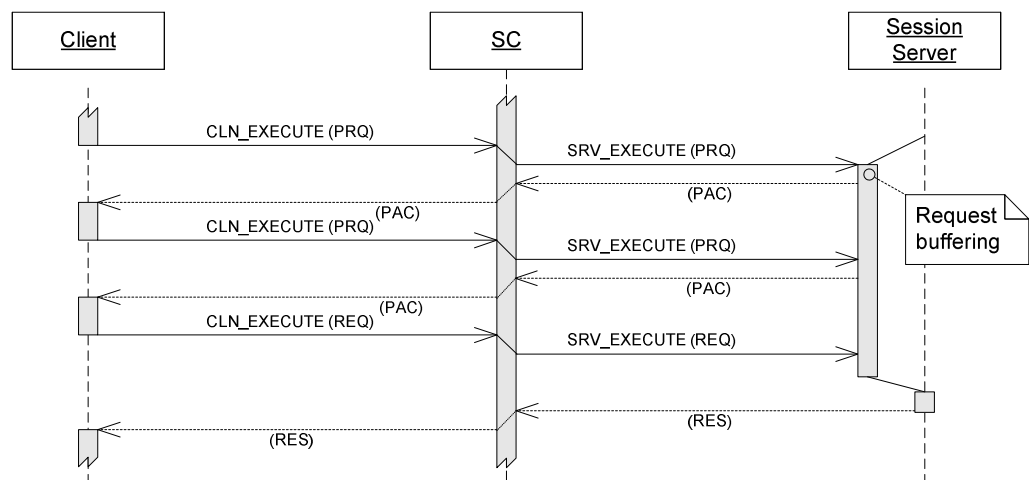 Client
SC
Session
Server
CLN_EXECUTE (PRQ)
SRV_EXECUTE (PRQ)
(PAC)
(PAC)
Request
buffering
CLN_EXECUTE (PRQ)
SRV_EXECUTE (PRQ)
(PAC)
(PAC)
CLN_EXECUTE (REQ)
SRV_EXECUTE (REQ)
(RES)
(RES)